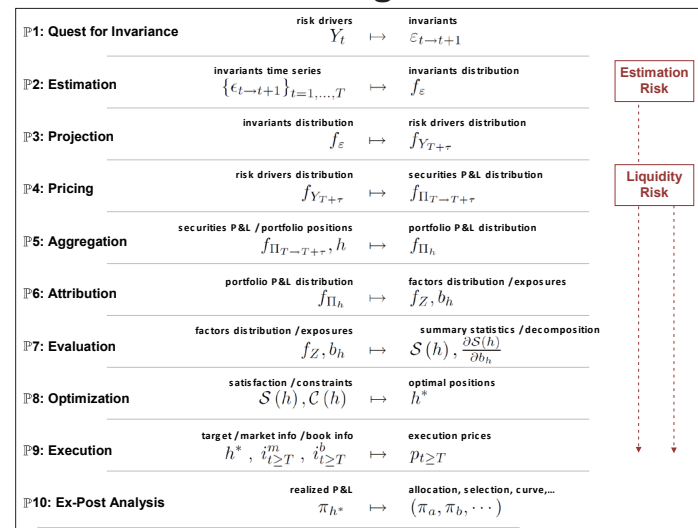 risk drivers invariants
ℙ1: Quest for Invariance Y_t ↦ ε_{t→t+1}
invariants time series invariants distribution
ℙ2: Estimation {ϵ_{t→t+1}}_{t=1,...,T} ↦ f_ε
Estimation
Risk
invariants distribution risk drivers distribution
ℙ3: Projection f_ε ↦ f_{Y_{T+τ}}
risk drivers distribution securities P&L distribution
ℙ4: Pricing f_{Y_{T+τ}} ↦ f_{Π_{T→T+τ}}
Liquidity
Risk
securities P&L /portfolio positions portfolio P&L distribution
ℙ5: Aggregation f_{Π_{T→T+τ}}, h ↦ f_{Π_h}
portfolio P&L distribution factors distribution /exposures
ℙ6: Attribution f_{Π_h} ↦ f_Z, b_h
factors distribution /exposures summary statistics /decomposition
ℙ7: Evaluation f_Z, b_h ↦ 𝒮(h), ∂𝒮(h)/∂b_h
satisfaction /constraints optimal positions
ℙ8: Optimization 𝒮(h), 𝒞(h) ↦ h*
target /market info /book info execution prices
ℙ9: Execution h*, i^m_{t≥T}, i^b_{t≥T} ↦ p_{t≥T}
realized P&L allocation, selection, curve,…
ℙ10: Ex-Post Analysis π_{h*} ↦ (π_a, π_b, ⋯)